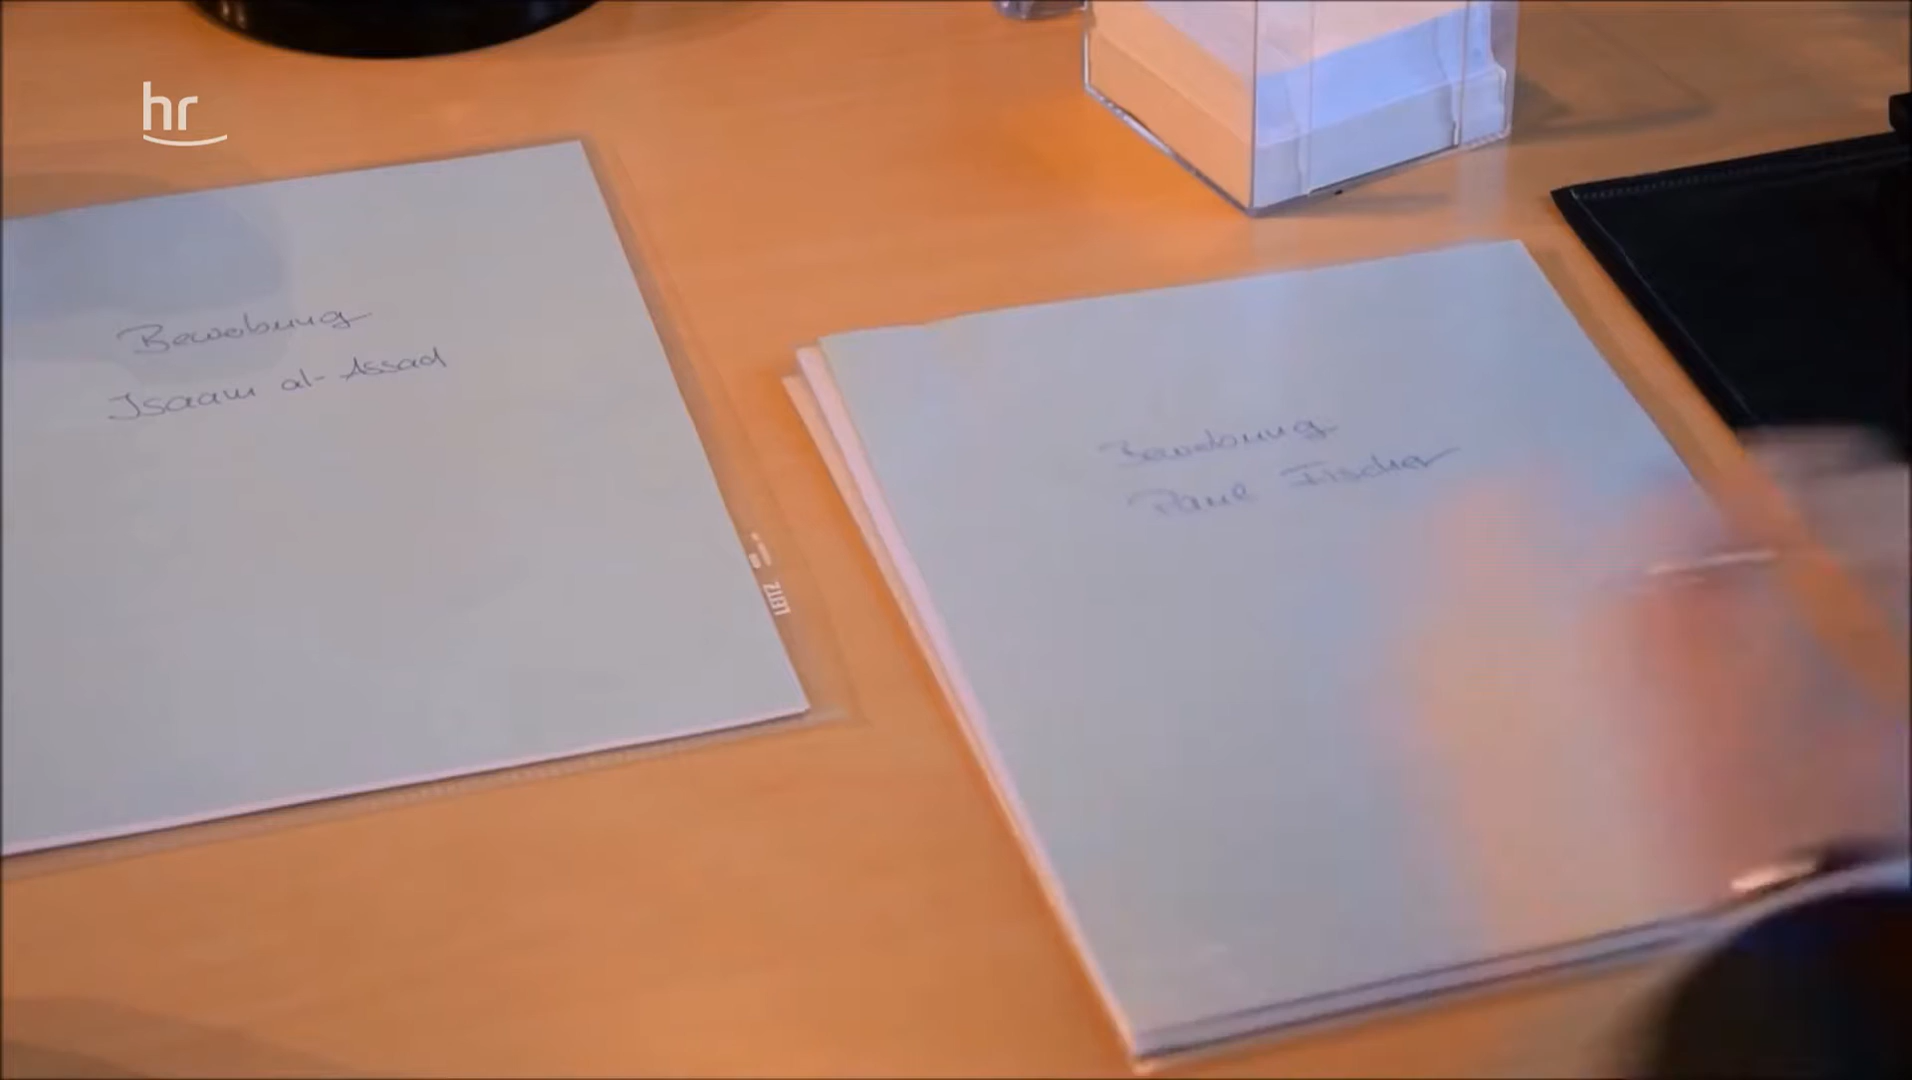 hr
Bewebung
Isaam al-Assad
LEITZ
Bewebung
Paul Fischer